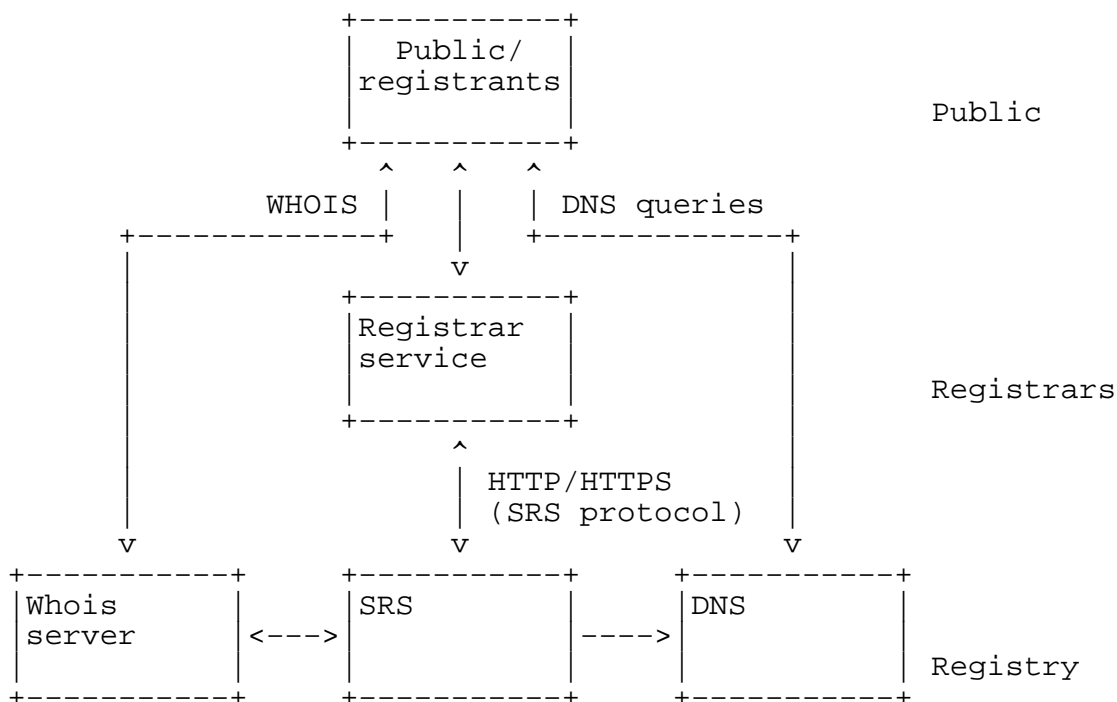 Public/
registrants
Public
WHOIS
DNS queries
Registrar
service
Registrars
HTTP/HTTPS
(SRS protocol)
Whois
server
SRS
DNS
Registry